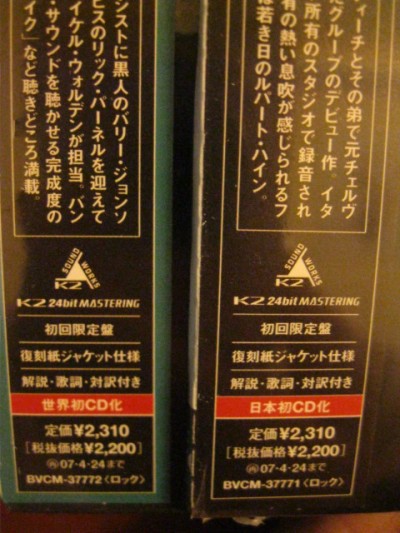 シストに黒人のバリー・ジョンソ
ビスのリック・パーネルを迎えて
イケル・ウォルデンが担当。バン
・サウンドを聴かせる完成度の
イク」など聴きどころ満載。
SOUND WORKS
K2
K2 24bit MASTERING
初回限定盤
復刻紙ジャケット仕様
解説・歌詞・対訳付き
世界初CD化
定価¥2,310
[税抜価格¥2,200]
07・4・24まで
BVCM-37772〈ロック〉
ィーチとその弟で元チェルヴ
グループのデビュー作。イタ
所有のスタジオで録音され
有の熱い息吹が感じられるフ
は若き日のルパート・ハイン。
SOUND WORKS
K2
K2 24bit MASTERING
初回限定盤
復刻紙ジャケット仕様
解説・歌詞・対訳付き
日本初CD化
定価¥2,310
[税抜価格¥2,200]
07・4・24まで
BVCM-37771〈ロック〉